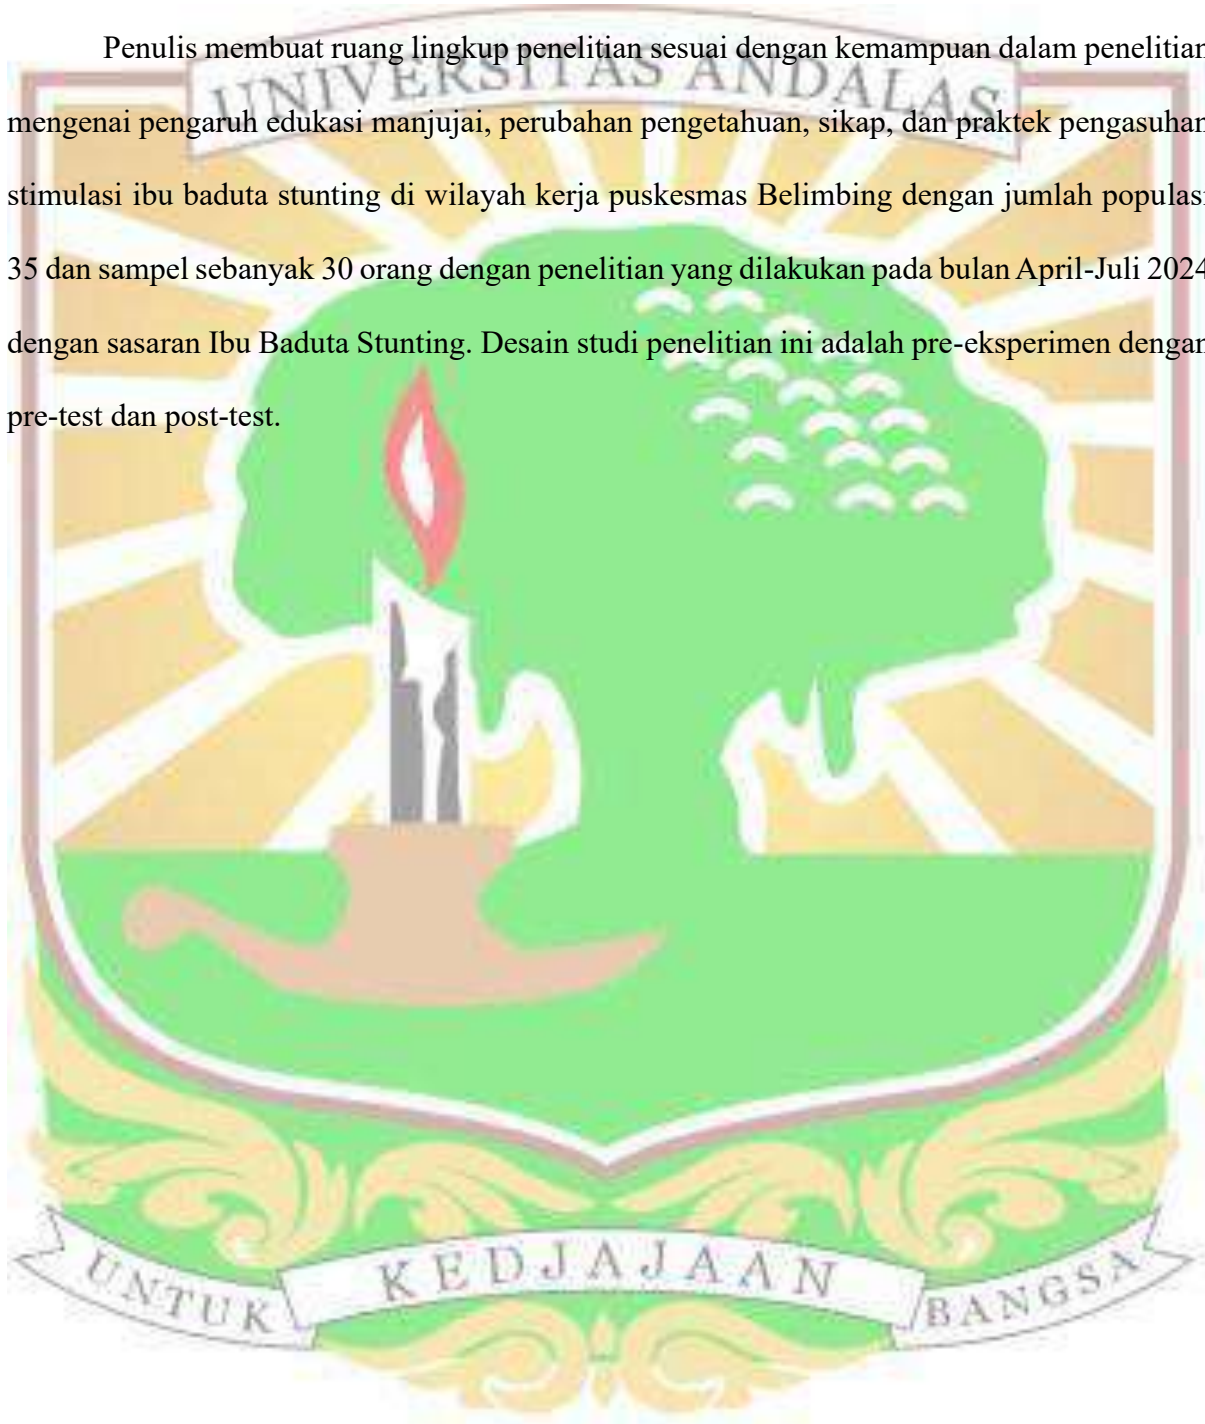 Penulis membuat ruang lingkup penelitian sesuai dengan kemampuan dalam penelitian
UNIVERSITAS ANDALAS
mengenai pengaruh edukasi manjujai, perubahan pengetahuan, sikap, dan praktek pengasuhan
stimulasi ibu baduta stunting di wilayah kerja puskesmas Belimbing dengan jumlah populasi
35 dan sampel sebanyak 30 orang dengan penelitian yang dilakukan pada bulan April-Juli 2024
dengan sasaran Ibu Baduta Stunting. Desain studi penelitian ini adalah pre-eksperimen dengan
pre-test dan post-test.
UNTUK KEDJAJAAN BANGSA